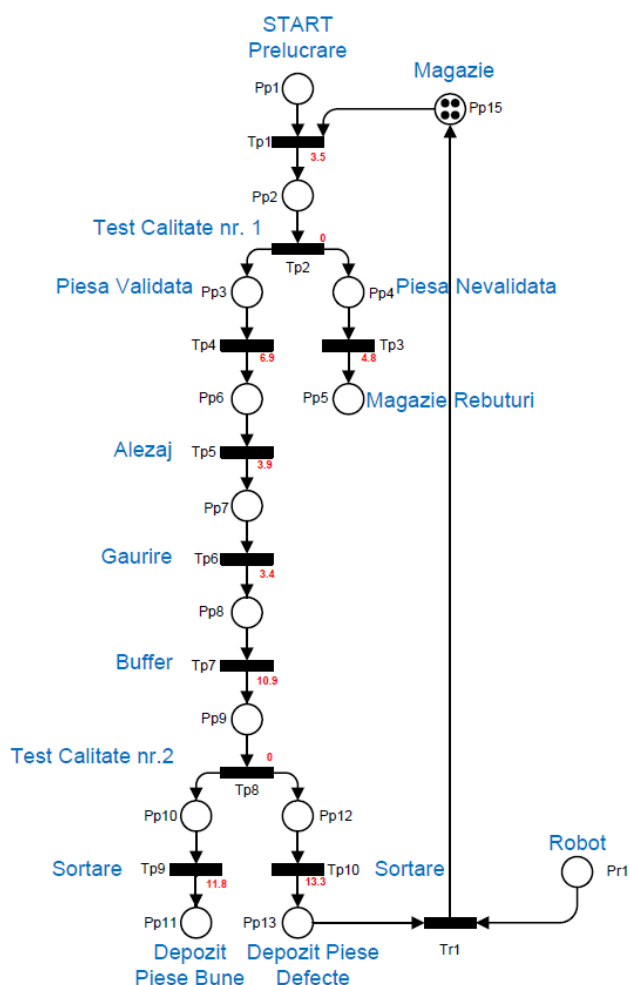 START
Prelucrare
Magazie
Pp1
Pp15
Tp1
3.5
Pp2
Test Calitate nr. 1
0
Tp2
Piesa Validata
Pp3
Pp4
Piesa Nevalidata
Tp4
6.9
Tp3
4.8
Pp6
Pp5
Magazie Rebuturi
Alezaj
Tp5
3.9
Pp7
Gaurire
Tp6
3.4
Pp8
Buffer
Tp7
10.9
Pp9
Test Calitate nr.2
0
Tp8
Pp10
Pp12
Robot
Sortare
Tp9
11.8
Tp10
13.3
Sortare
Pr1
Pp11
Pp13
Tr1
Depozit
Piese Bune
Depozit Piese
Defecte